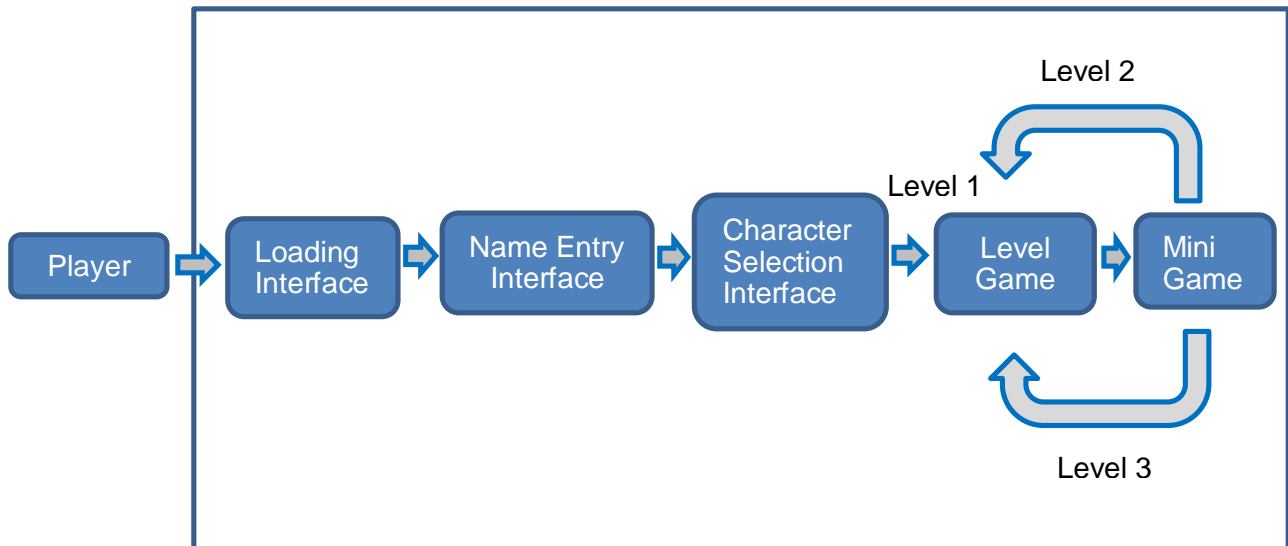 Level 2
Level 1
Player
Loading
Interface
Name Entry
Interface
Character
Selection
Interface
Level
Game
Mini
Game
Level 3